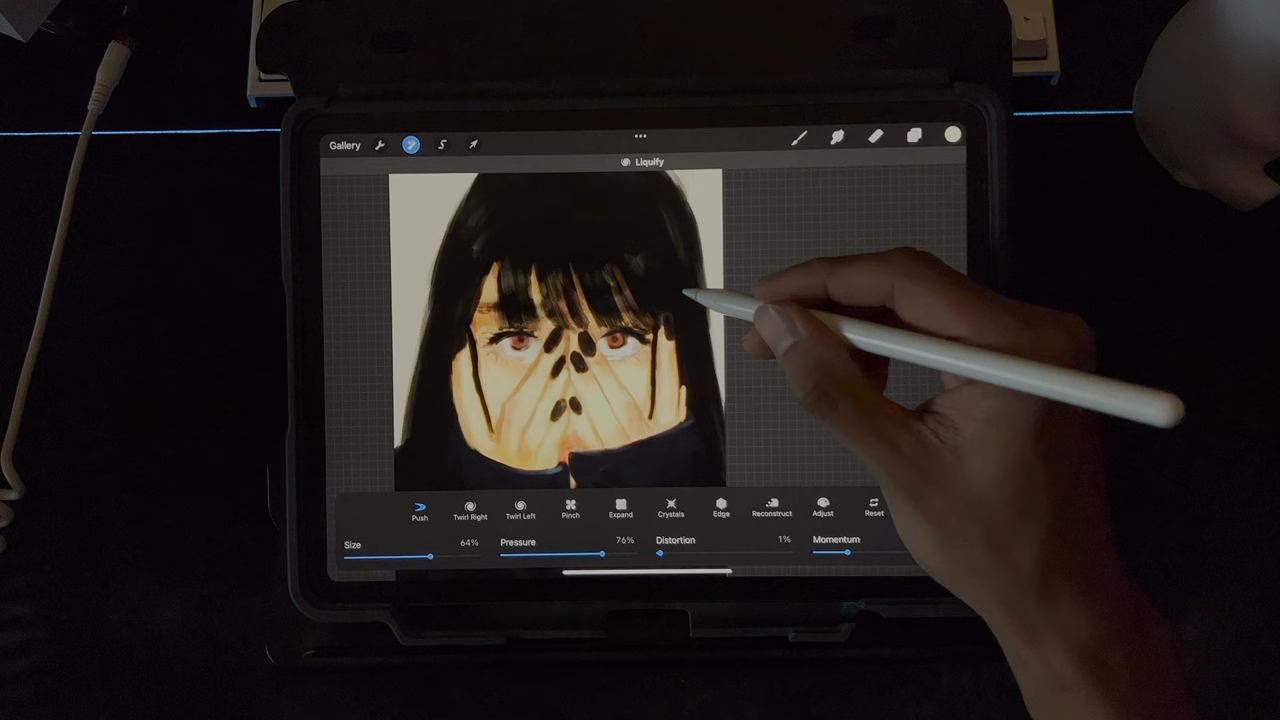 Gallery
Liquify
Push Twirl Right Twirl Left Pinch Expand Crystals Edge Reconstruct Adjust Reset
Size 64% Pressure 76% Distortion 1% Momentum